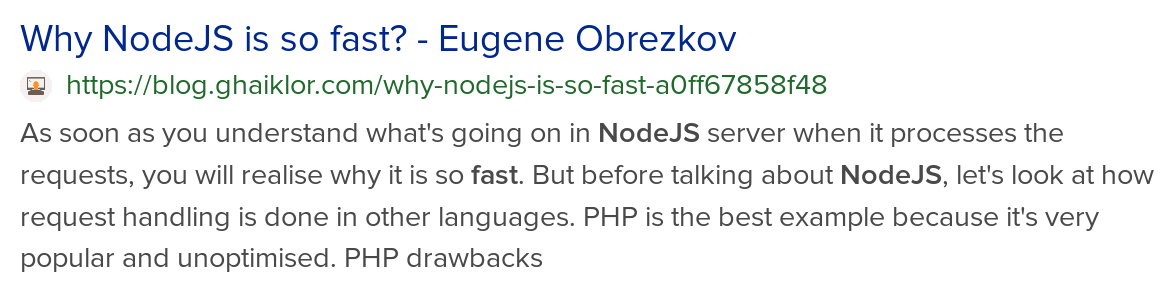 Why NodeJS is so fast? - Eugene Obrezkov
https://blog.ghaiklor.com/why-nodejs-is-so-fast-a0ff67858f48
As soon as you understand what's going on in NodeJS server when it processes the
requests, you will realise why it is so fast. But before talking about NodeJS, let's look at how
request handling is done in other languages. PHP is the best example because it's very
popular and unoptimised. PHP drawbacks